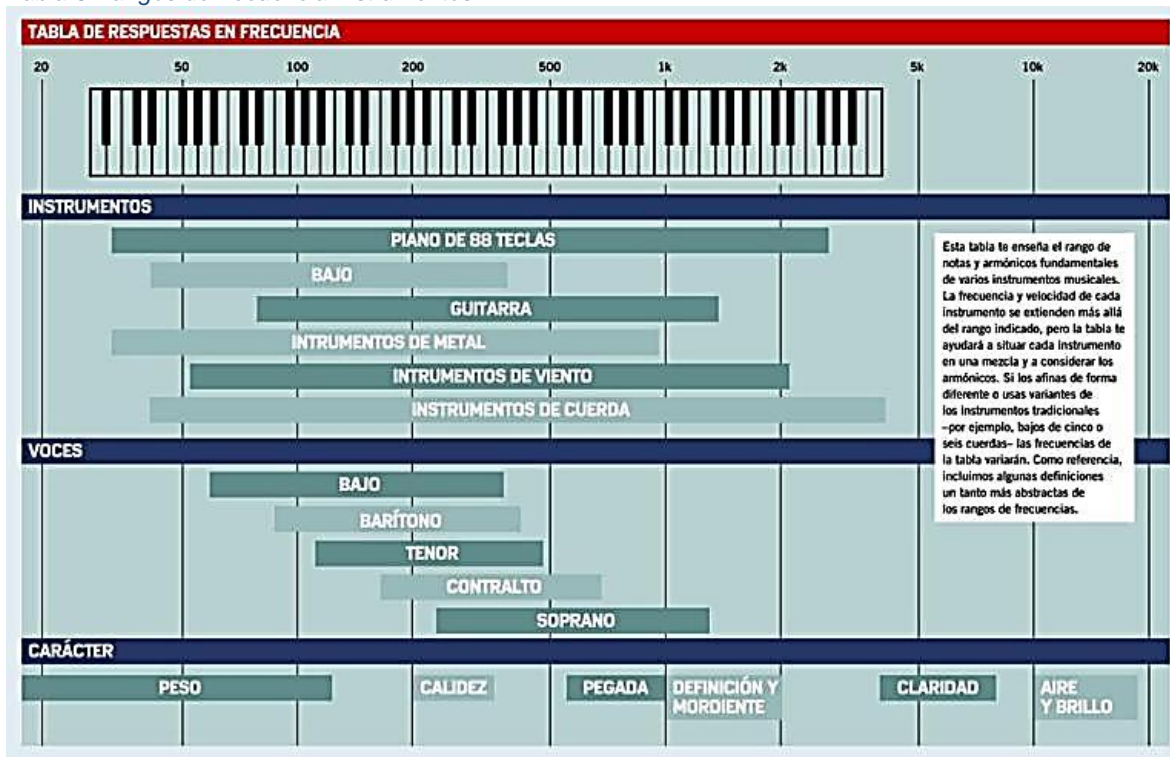 TABLA DE RESPUESTAS EN FRECUENCIA
20 50 100 200 500 1k 2k 5k 10k 20k
INSTRUMENTOS
PIANO DE 88 TECLAS
BAJO
GUITARRA
INTRUMENTOS DE METAL
INTRUMENTOS DE VIENTO
INSTRUMENTOS DE CUERDA
Esta tabla te enseña el rango de
notas y armónicos fundamentales
de varios instrumentos musicales.
La frecuencia y velocidad de cada
instrumento se extienden más allá
del rango indicado, pero la tabla te
ayudará a situar cada instrumento
en una mezcla y a considerar los
armónicos. Si los afinas de forma
diferente o usas variantes de
los instrumentos tradicionales
–por ejemplo, bajos de cinco o
seis cuerdas– las frecuencias de
la tabla variarán. Como referencia,
incluimos algunas definiciones
un tanto más abstractas de
los rangos de frecuencias.
VOCES
BAJO
BARÍTONO
TENOR
CONTRALTO
SOPRANO
CARÁCTER
PESO
CALIDEZ
PEGADA
DEFINICIÓN Y
MORDIENTE
CLARIDAD
AIRE
Y BRILLO